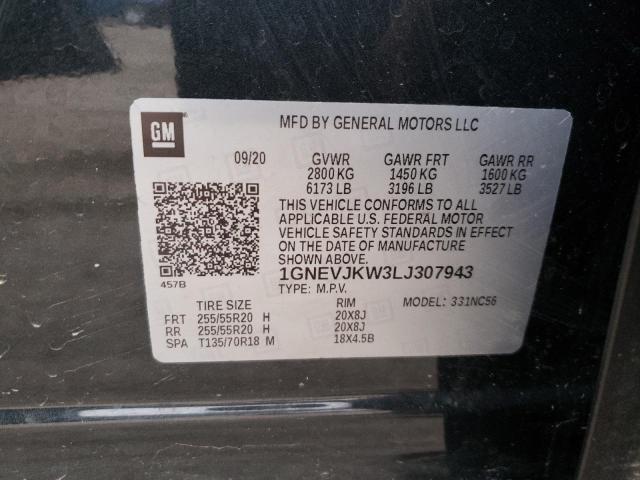 GM
MFD BY GENERAL MOTORS LLC
09/20 GVWR GAWR FRT GAWR RR
2800 KG 1450 KG 1600 KG
6173 LB 3196 LB 3527 LB
THIS VEHICLE CONFORMS TO ALL
APPLICABLE U.S. FEDERAL MOTOR
VEHICLE SAFETY STANDARDS IN EFFECT
ON THE DATE OF MANUFACTURE
457B 1GNEVJKW3LJ307943
TYPE: M.P.V.
TIRE SIZE RIM MODEL: 331NC56
FRT 255/55R20 H 20X8J
RR 255/55R20 H 20X8J
SPA T135/70R18 M 18X4.5B